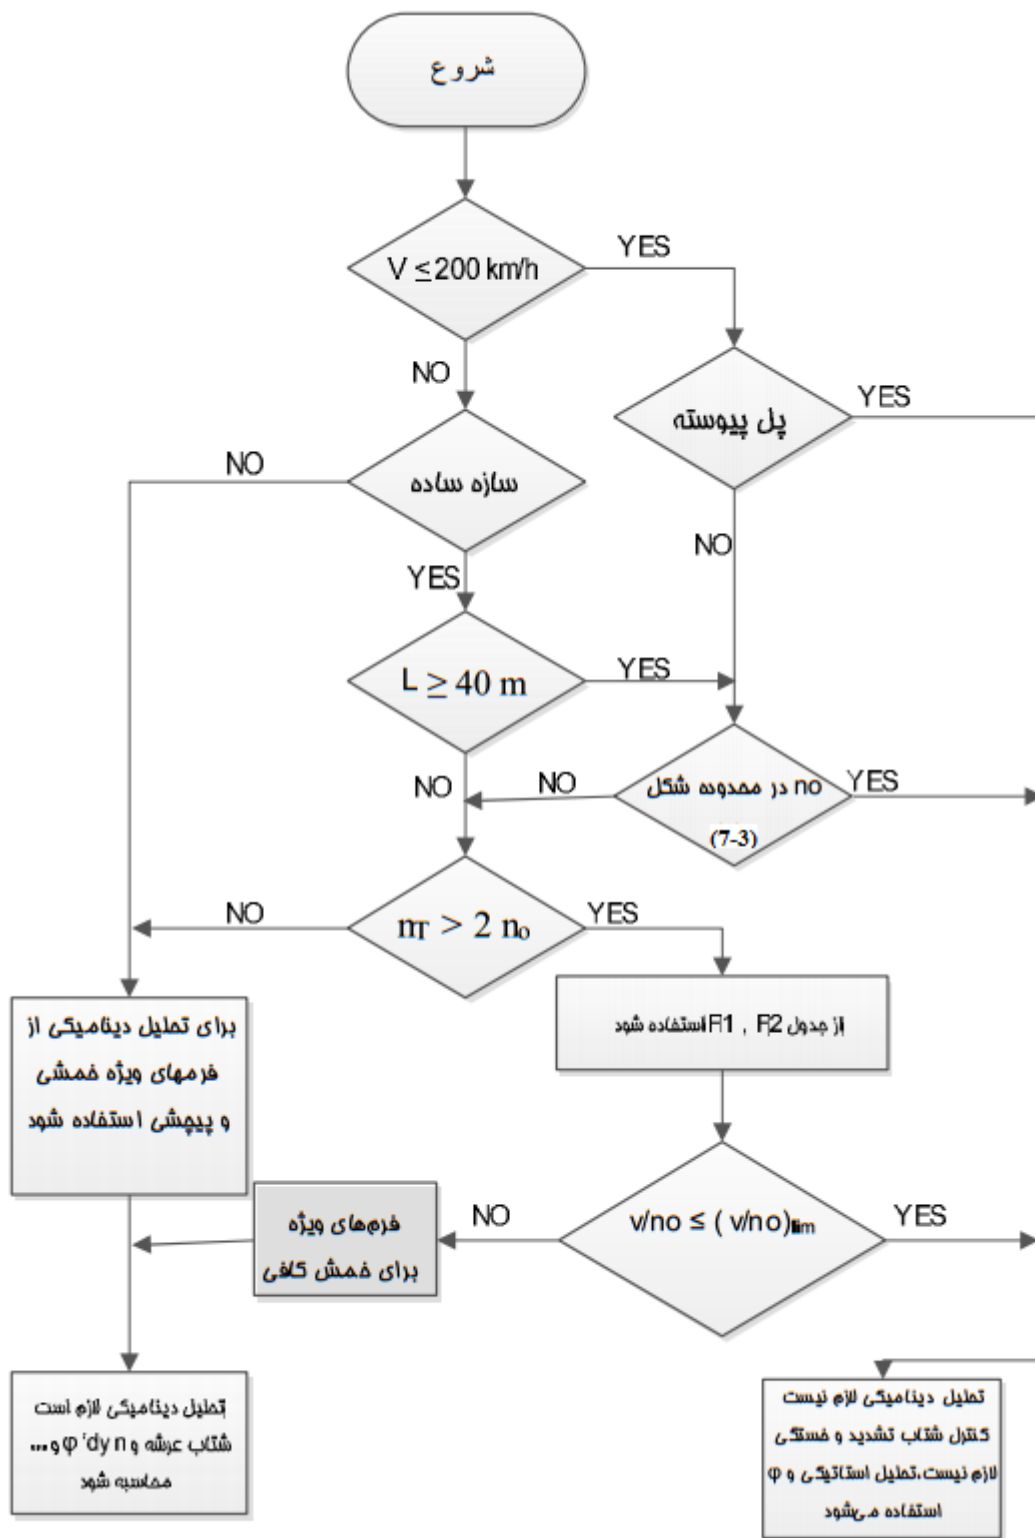 شروع
V ≤ 200 km/h
YES
NO
پل پیوسته
YES
NO
سازه ساده
NO
YES
L ≥ 40 m
YES
NO
no در محدوده شکل
(7-3)
NO
YES
nT > 2 no
NO
YES
از جدول F1 , F2 استفاده شود
برای تحلیل دینامیکی از
فرمهای ویژه خمشی
و پیچشی استفاده شود
v/no ≤ ( v/no)lim
NO
YES
فرم‌های ویژه
برای خمش کافی
تحلیل دینامیکی لازم است
شتاب عرشه و φ'dy n و ...
محاسبه شود
تحلیل دینامیکی لازم نیست
کنترل شتاب تشدید و خستگی
لازم نیست،تحلیل استاتیکی و φ
استفاده می‌شود